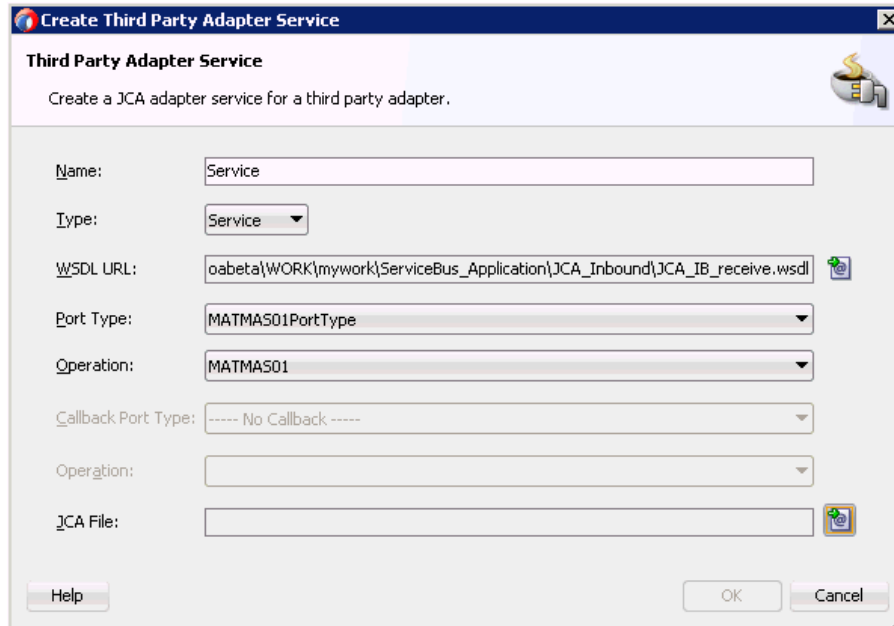 Create Third Party Adapter Service
Third Party Adapter Service
Create a JCA adapter service for a third party adapter.
Name: Service
Type: Service
WSDL URL: oabeta\WORK\mywork\ServiceBus_Application\JCA_Inbound\JCA_IB_receive.wsdl
Port Type: MATMAS01PortType
Operation: MATMAS01
Callback Port Type: ----- No Callback -----
Operation:
JCA File:
Help OK Cancel